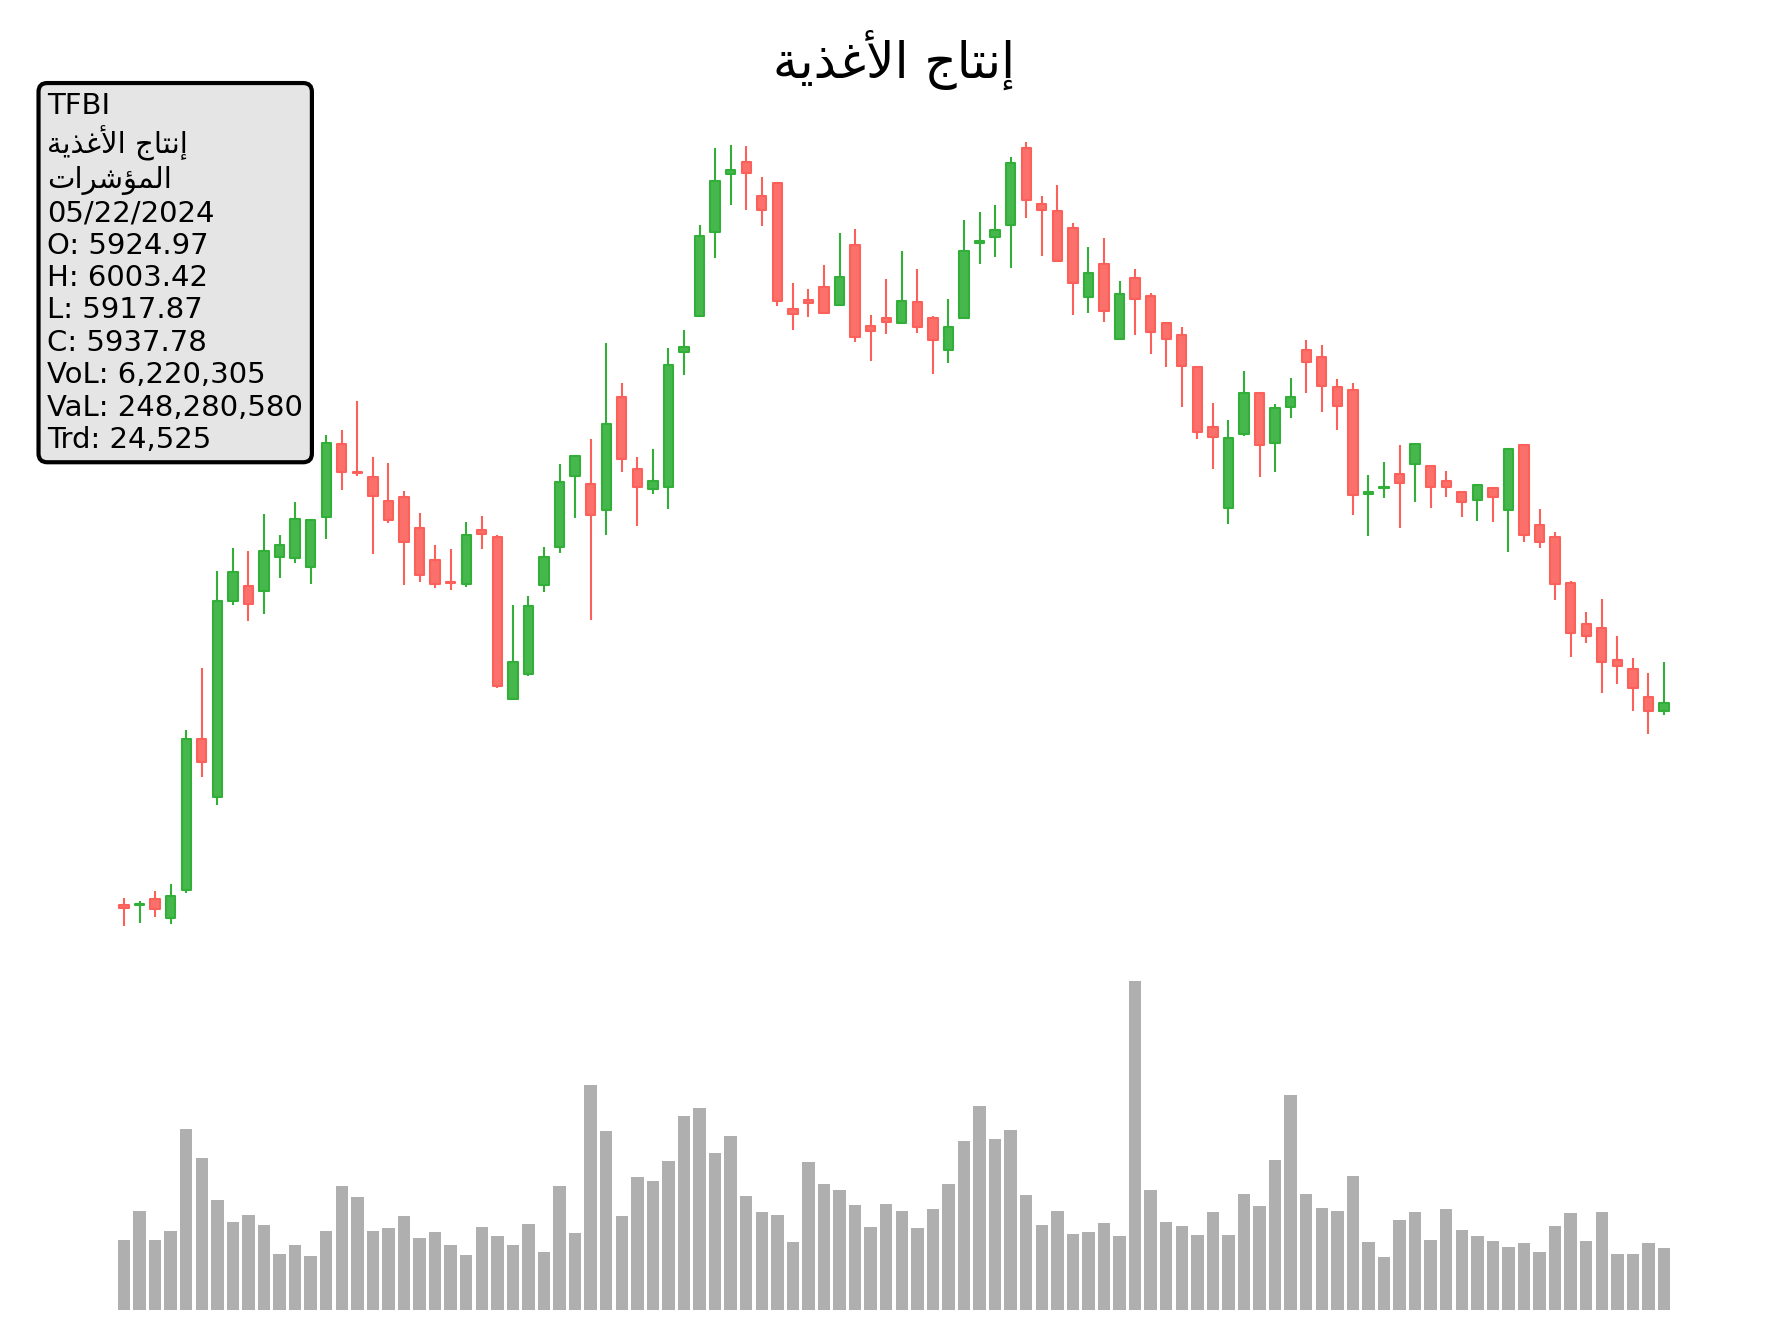 إنتاج الأغذية
TFBI
إنتاج الأغذية
المؤشرات
05/22/2024
O: 5924.97
H: 6003.42
L: 5917.87
C: 5937.78
VoL: 6,220,305
VaL: 248,280,580
Trd: 24,525